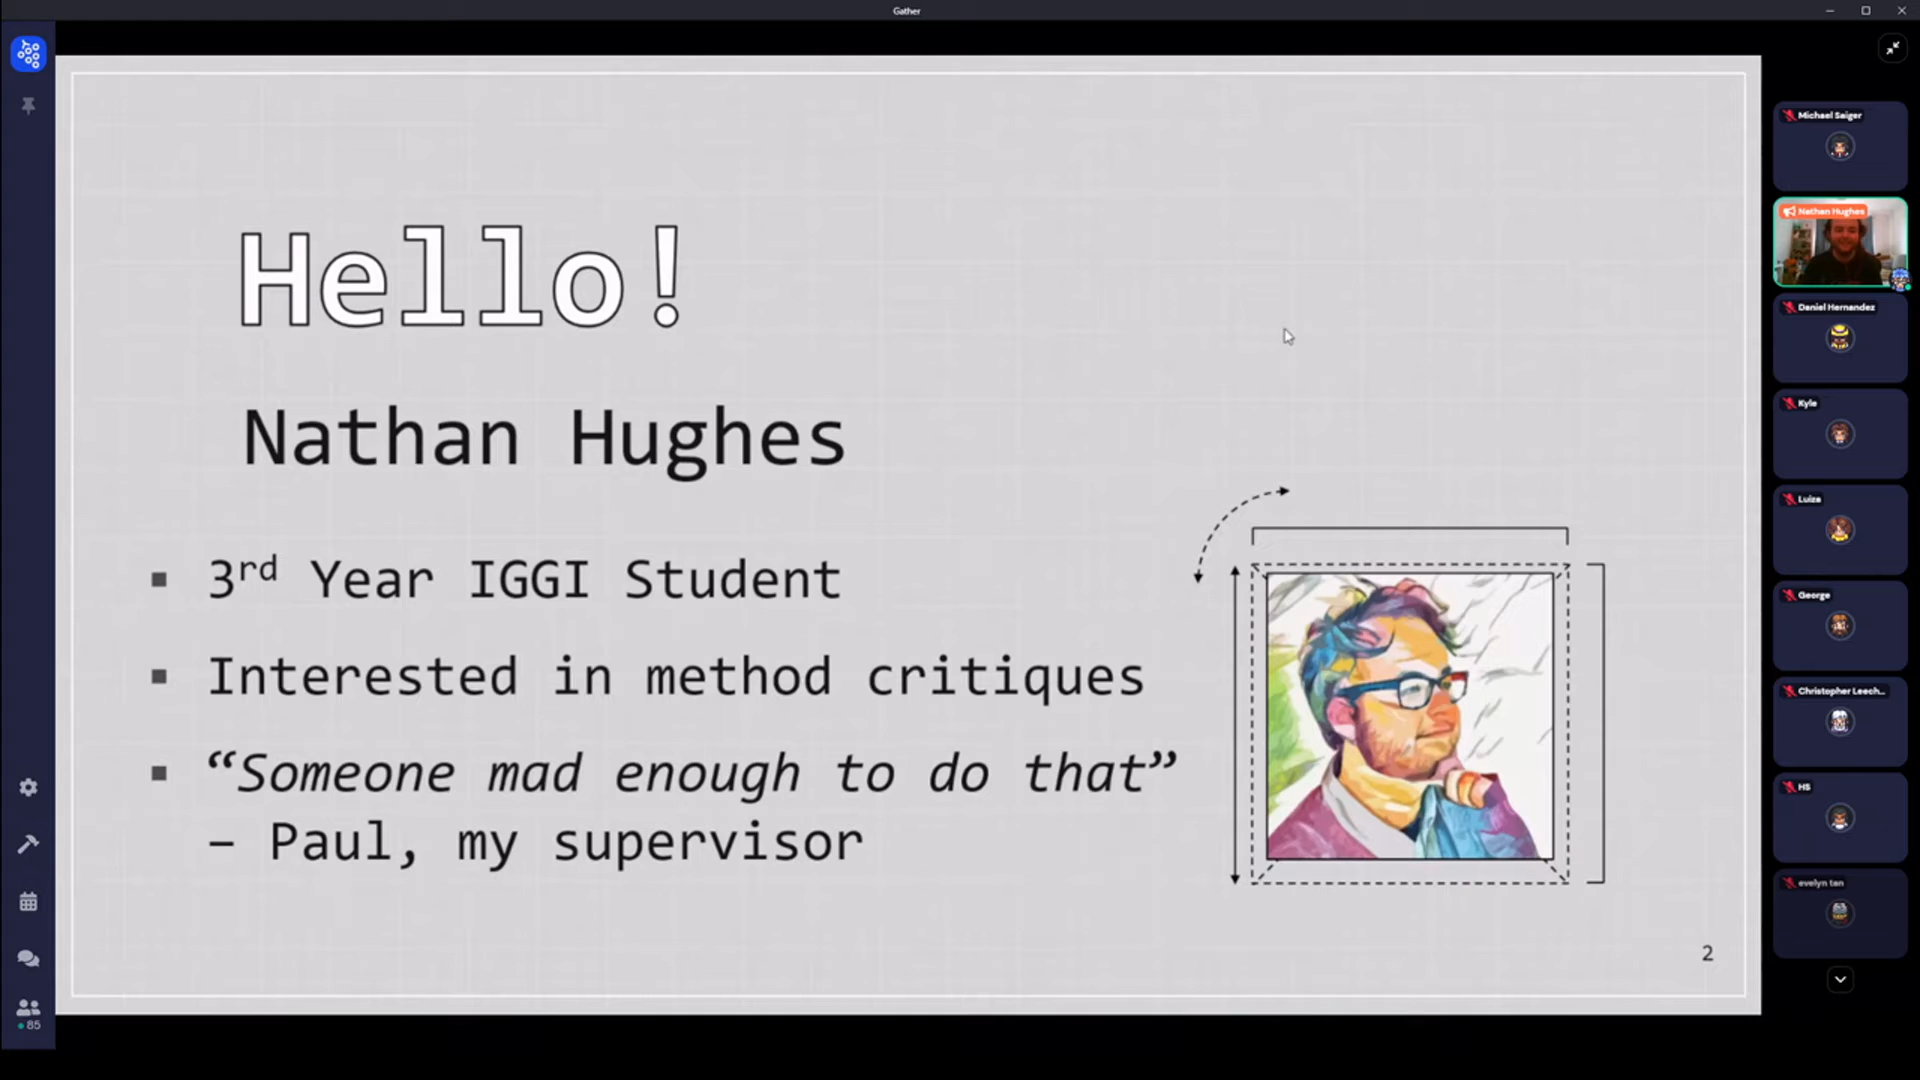 Gather
Hello!
Nathan Hughes
▪ 3rd Year IGGI Student
▪ Interested in method critiques
▪ “Someone mad enough to do that”
– Paul, my supervisor
2
Michael Saiger
Nathan Hughes
Daniel Hernandez
Kyle
Luiza
George
Christopher Leech...
HS
evelyn tan
85